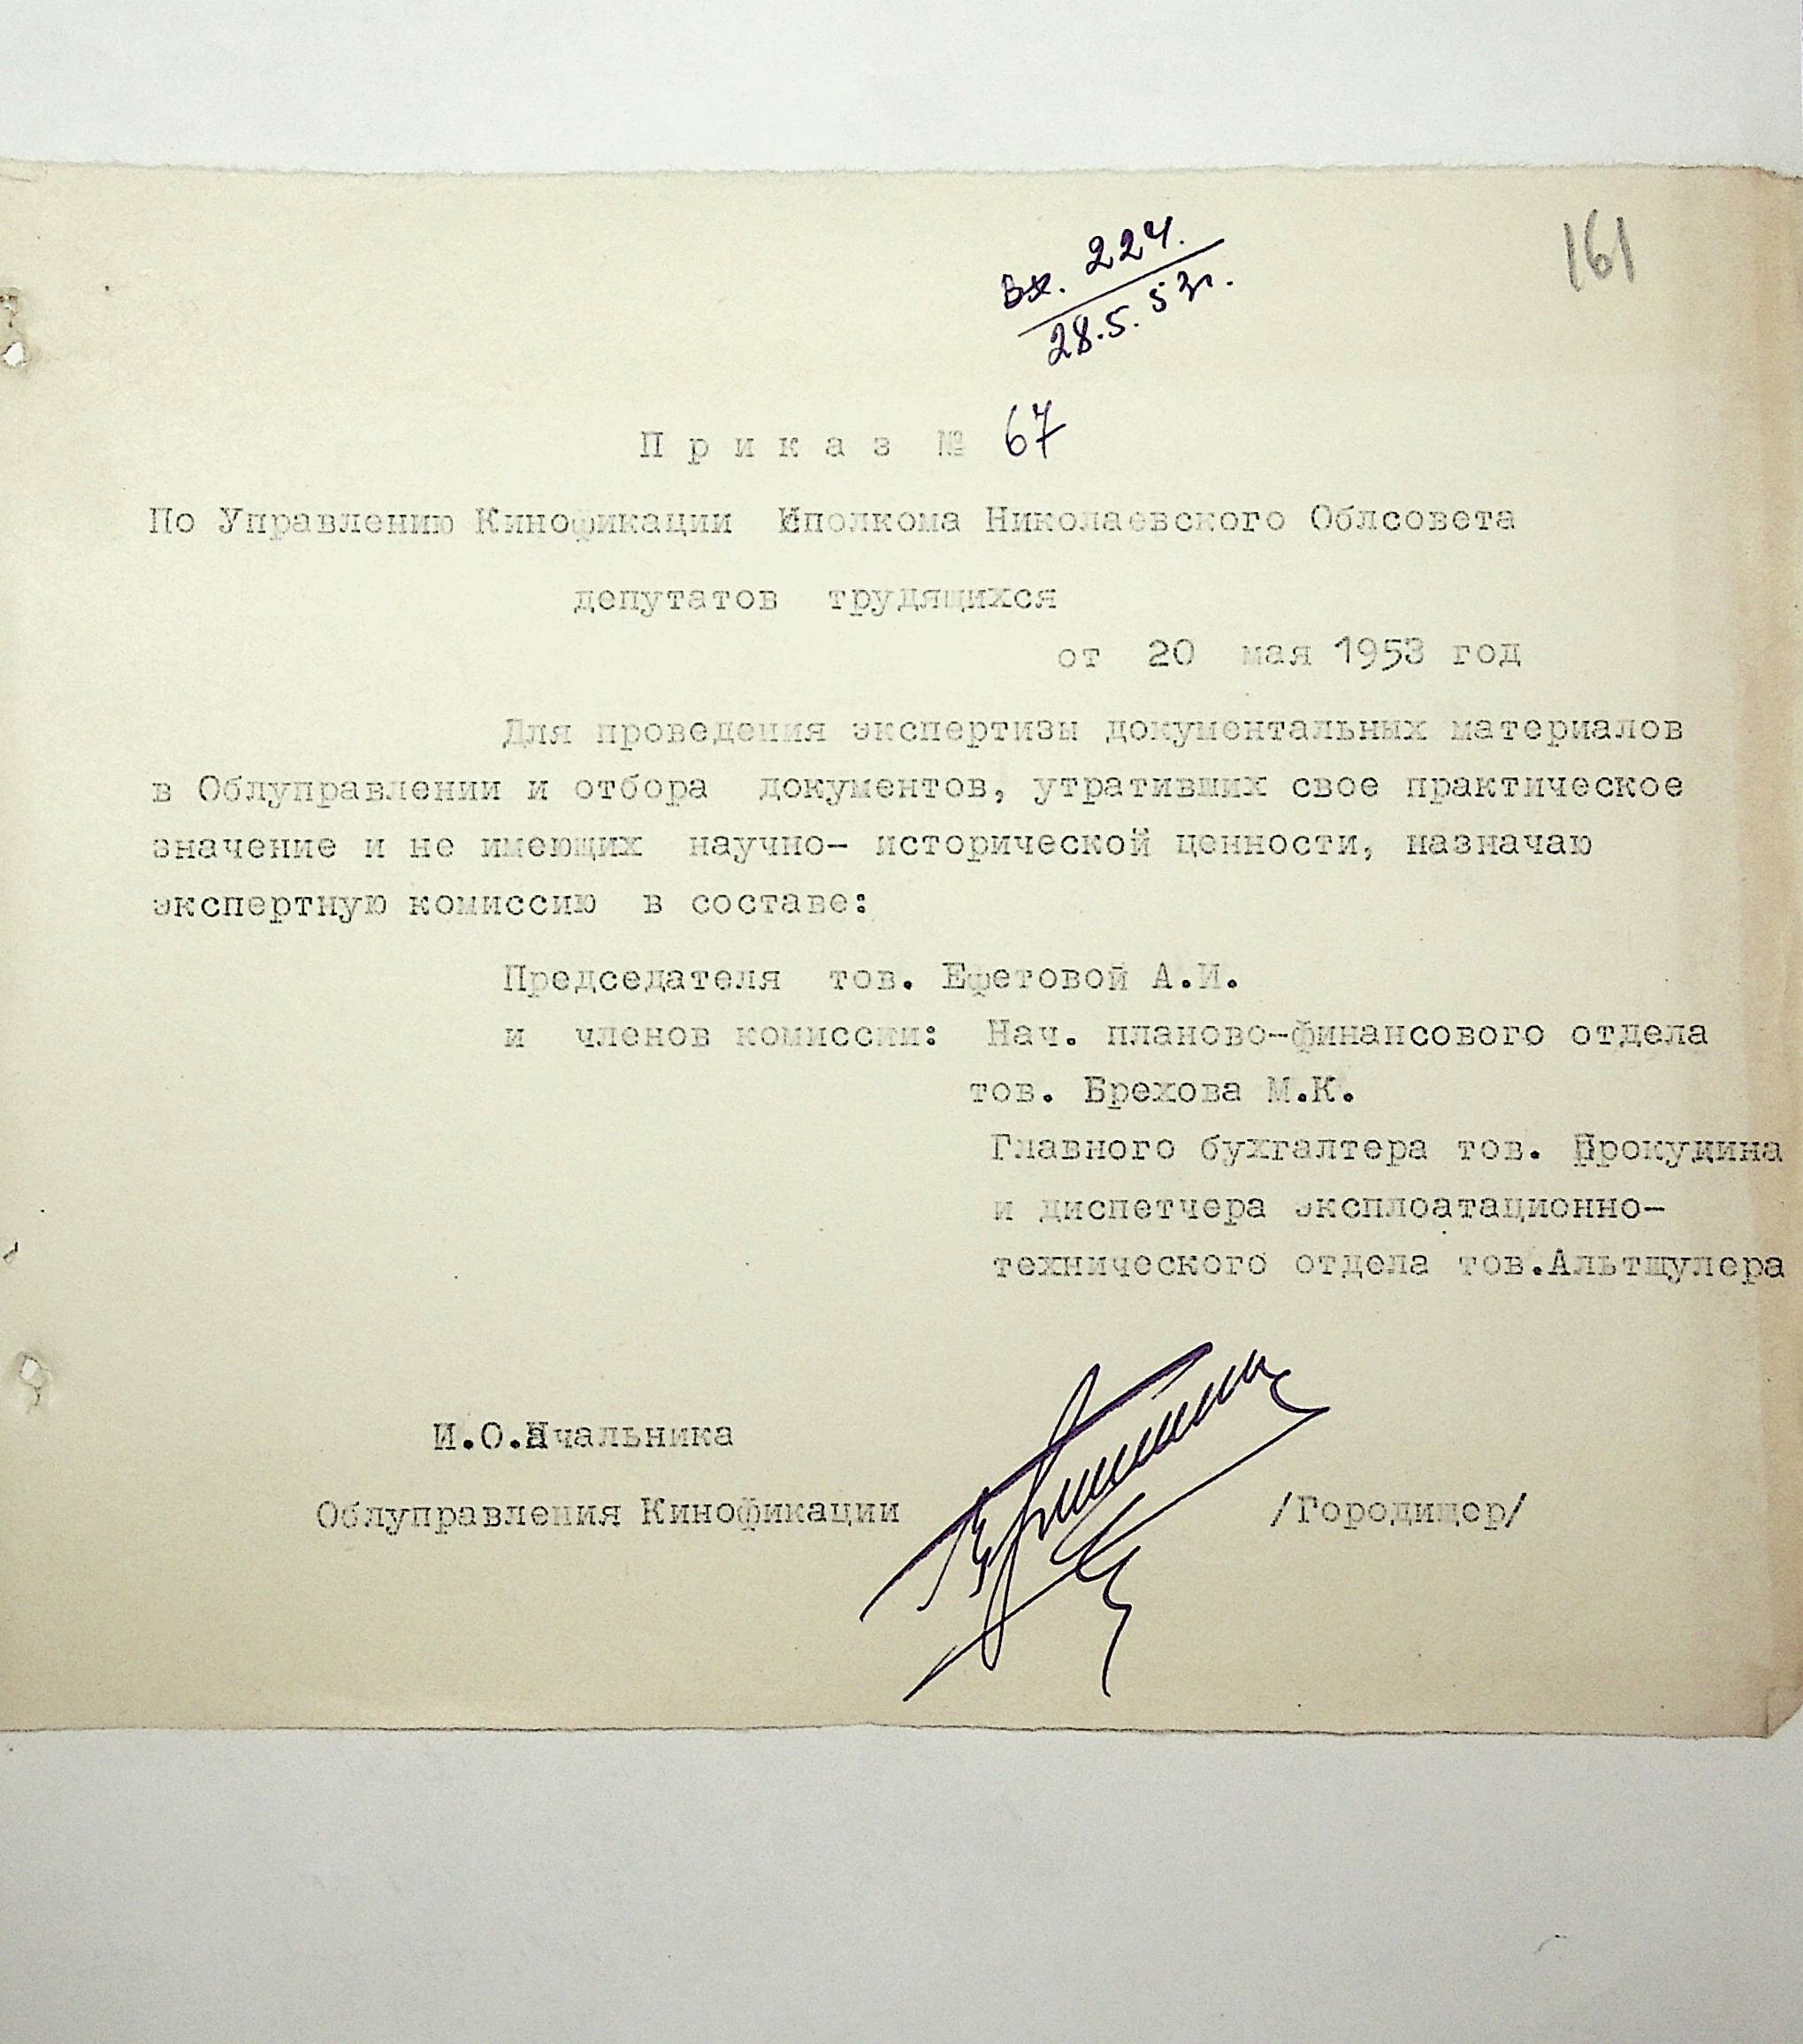 161
Вх. 224.
28.5.53г.
Приказ № 67
По Управлению Кинофикации Иполкома Николаевского Облсовета
депутатов трудящихся
от 20 мая 1953 год
Для проведения экспертизы документальных материалов
в Облуправлении и отбора документов, утративших свое практическое
значение и не имеющих научно- исторической ценности, назначаю
экспертную комиссию в составе:
Председателя тов. Ефетовой А.И.
и членов комиссии: Нач. планово-финансового отдела
тов. Брехова М.К.
Главного бухгалтера тов. Прокудина
и диспетчера эксплоатационно-
технического отдела тов.Альтшулера
И.О.Начальника
Облуправления Кинофикации /Городищер/